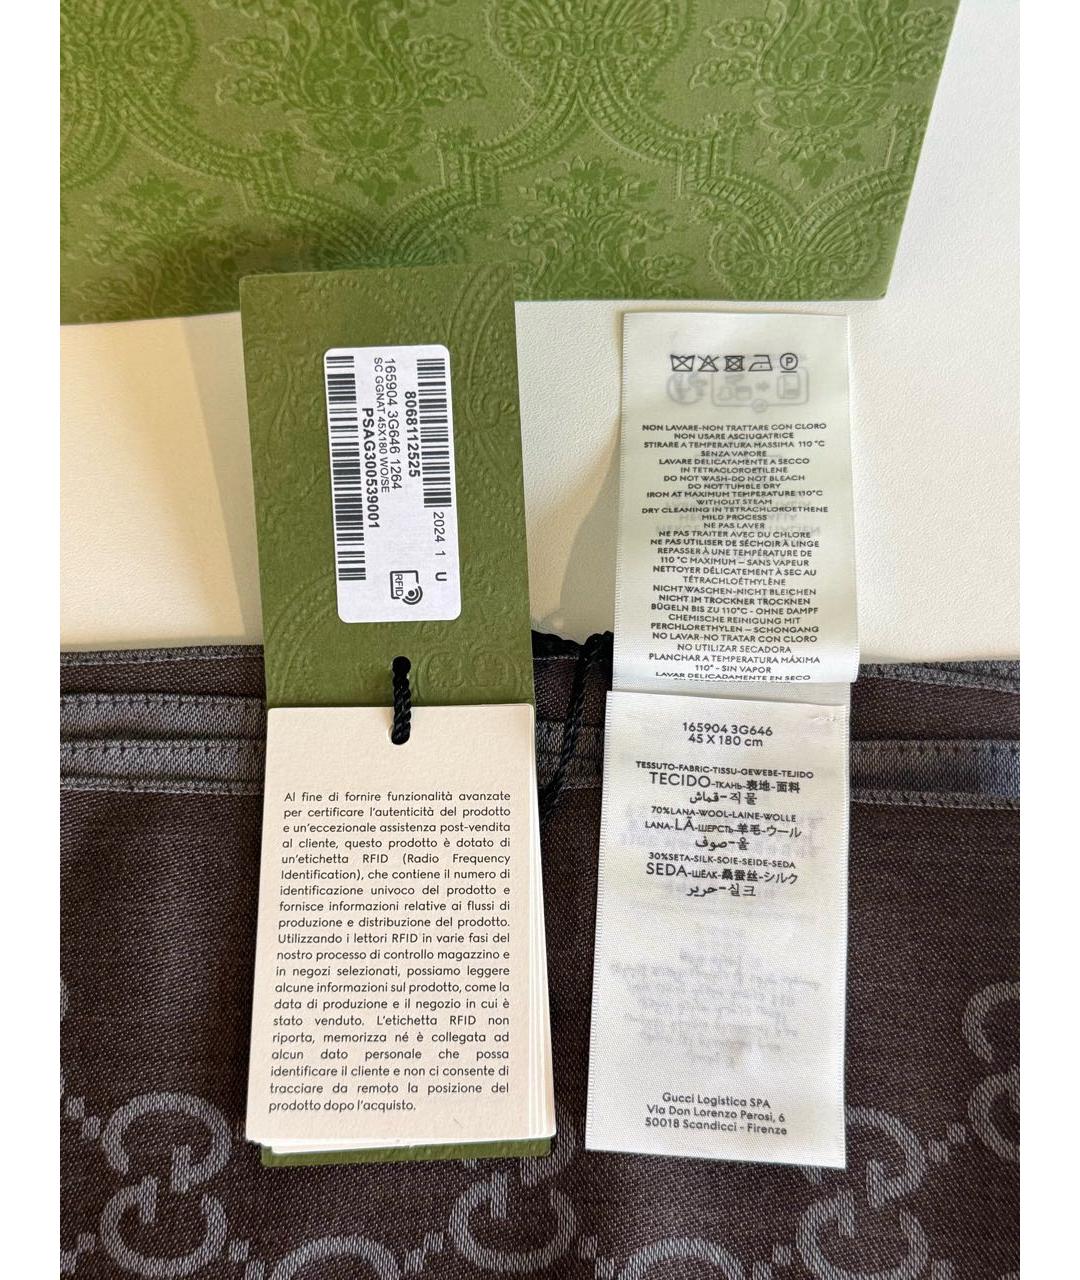 8068112525
2024 1 U
165904 3G646 1264
SC GGNAT 45X180 WO/SE
PSAG300539001
RFID
Al fine di fornire funzionalità avanzate
per certificare l'autenticità del prodotto
e un'eccezionale assistenza post-vendita
al cliente, questo prodotto è dotato di
un'etichetta RFID (Radio Frequency
Identification), che contiene il numero di
identificazione univoco del prodotto e
fornisce informazioni relative ai flussi di
produzione e distribuzione del prodotto.
Utilizzando i lettori RFID in varie fasi del
nostro processo di controllo magazzino e
in negozi selezionati, possiamo leggere
alcune informazioni sul prodotto, come la
data di produzione e il negozio in cui è
stato venduto. L'etichetta RFID non
riporta, memorizza né è collegata ad
alcun dato personale che possa
identificare il cliente e non ci consente di
tracciare da remoto la posizione del
prodotto dopo l'acquisto.
P
NON LAVARE-NON TRATTARE CON CLORO
NON USARE ASCIUGATRICE
STIRARE A TEMPERATURA MASSIMA 110 °C
SENZA VAPORE
LAVARE DELICATAMENTE A SECCO
IN TETRACLOROETILENE
DO NOT WASH-DO NOT BLEACH
DO NOT TUMBLE DRY
IRON AT MAXIMUM TEMPERATURE 110°C
WITHOUT STEAM
DRY CLEANING IN TETRACHLOROETHENE
MILD PROCESS
NE PAS LAVER
NE PAS TRAITER AVEC DU CHLORE
NE PAS UTILISER DE SÉCHOIR À LINGE
REPASSER À UNE TEMPÉRATURE DE
110 °C MAXIMUM – SANS VAPEUR
NETTOYER DÉLICATEMENT À SEC AU
TÉTRACHLOÉTHYLÈNE
NICHT WASCHEN-NICHT BLEICHEN
NICHT IM TROCKNER TROCKNEN
BÜGELN BIS ZU 110°C - OHNE DAMPF
CHEMISCHE REINIGUNG MIT
PERCHLORETHYLEN – SCHONGANG
NO LAVAR-NO TRATAR CON CLORO
NO UTILIZAR SECADORA
PLANCHAR A TEMPERATURA MÁXIMA
110° - SIN VAPOR
LAVAR DELICADAMENTE EN SECO
165904 3G646
45 X 180 cm
TESSUTO-FABRIC-TISSU-GEWEBE-TEJIDO
TECIDO-ТКАНЬ-表地-面料
قماش-직물
70%LANA-WOOL-LAINE-WOLLE
LANA-LÃ-ШЕРСТЬ-羊毛-ウール
صوف-울
30%SETA-SILK-SOIE-SEIDE-SEDA
SEDA-ШЁЛК-桑蚕丝-シルク
حرير-실크
Gucci Logistica SPA
Via Don Lorenzo Perosi, 6
50018 Scandicci - Firenze